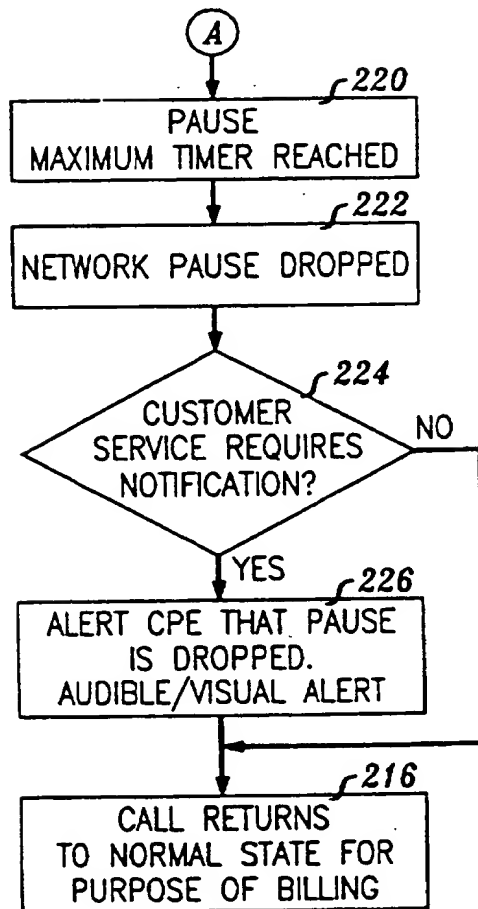 A
220
PAUSE
MAXIMUM TIMER REACHED
222
NETWORK PAUSE DROPPED
224
CUSTOMER
SERVICE REQUIRES
NOTIFICATION?
NO
YES
226
ALERT CPE THAT PAUSE
IS DROPPED.
AUDIBLE/VISUAL ALERT
216
CALL RETURNS
TO NORMAL STATE FOR
PURPOSE OF BILLING